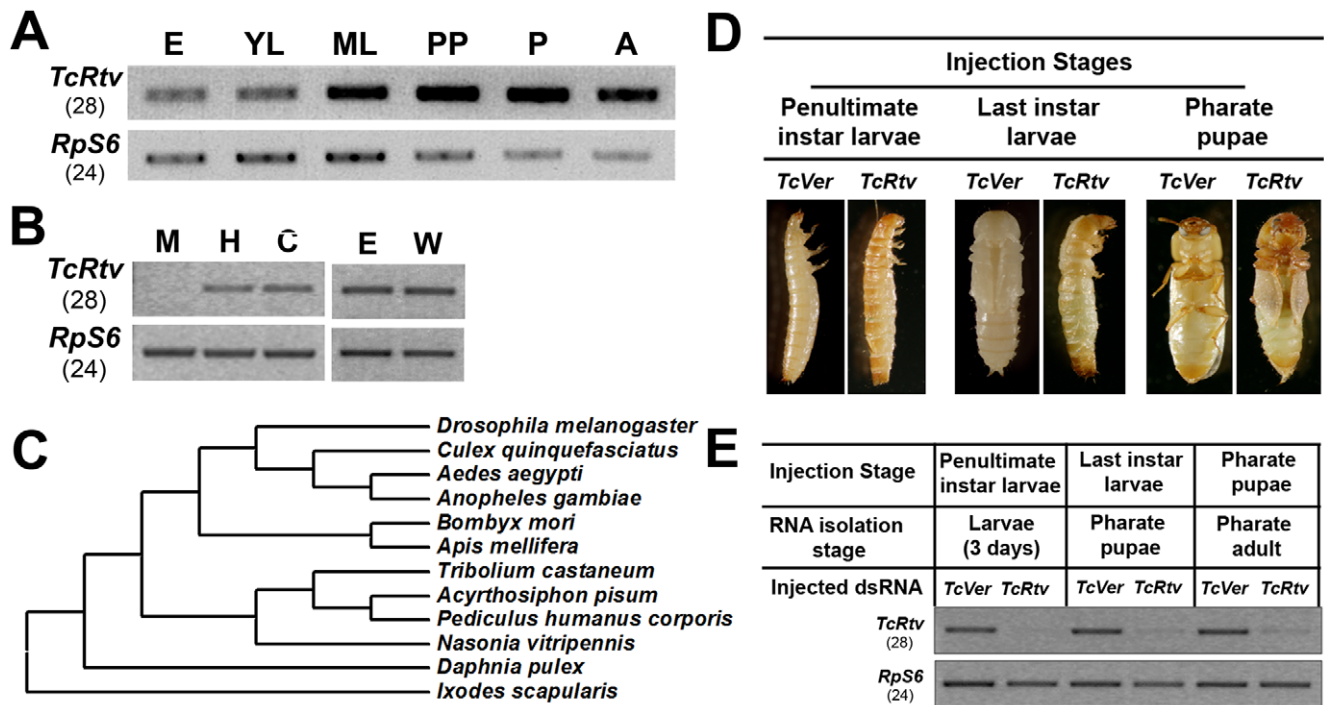 A
E YL ML PP P A
TcRtv
(28)
RpS6
(24)
B
M H C E W
TcRtv
(28)
RpS6
(24)
C
Drosophila melanogaster
Culex quinquefasciatus
Aedes aegypti
Anopheles gambiae
Bombyx mori
Apis mellifera
Tribolium castaneum
Acyrthosiphon pisum
Pediculus humanus corporis
Nasonia vitripennis
Daphnia pulex
Ixodes scapularis
D
Injection Stages
Penultimate instar larvae Last instar larvae Pharate pupae
TcVer TcRtv TcVer TcRtv TcVer TcRtv
E
Injection Stage Penultimate instar larvae Last instar larvae Pharate pupae
RNA isolation stage Larvae (3 days) Pharate pupae Pharate adult
Injected dsRNA TcVer TcRtv TcVer TcRtv TcVer TcRtv
TcRtv
(28)
RpS6
(24)